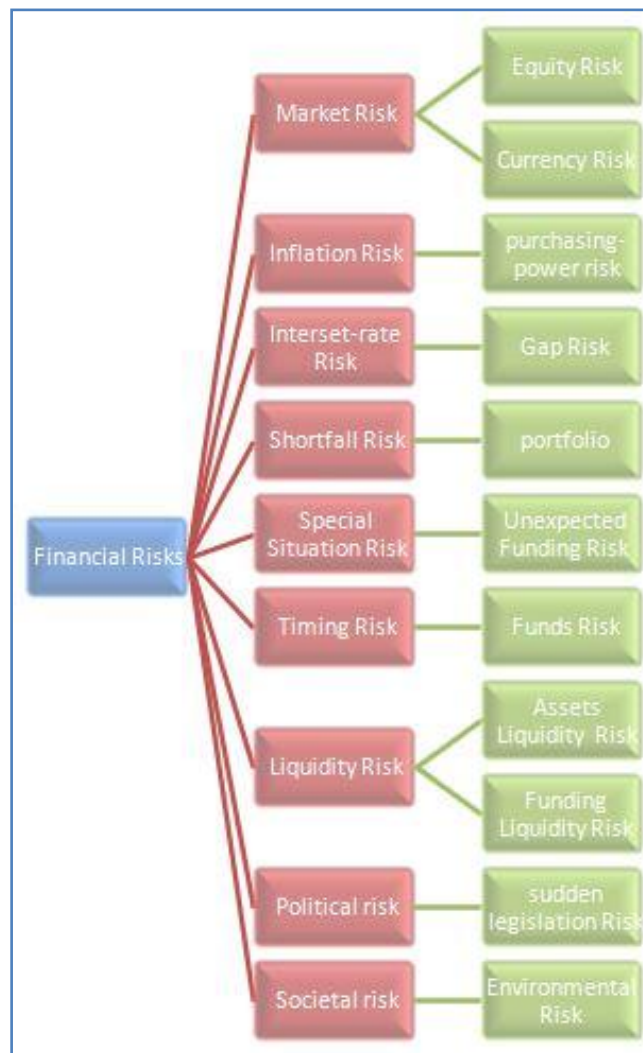 Equity Risk
Market Risk
Currency Risk
Inflation Risk
purchasing-
power risk
Interset-rate
Risk
Gap Risk
Shortfall Risk
portfolio
Financial Risks
Special
Situation Risk
Unexpected
Funding Risk
Timing Risk
Funds Risk
Assets
Liquidity Risk
Liquidity Risk
Funding
Liquidity Risk
Political risk
sudden
legislation Risk
Societal risk
Environmental
Risk